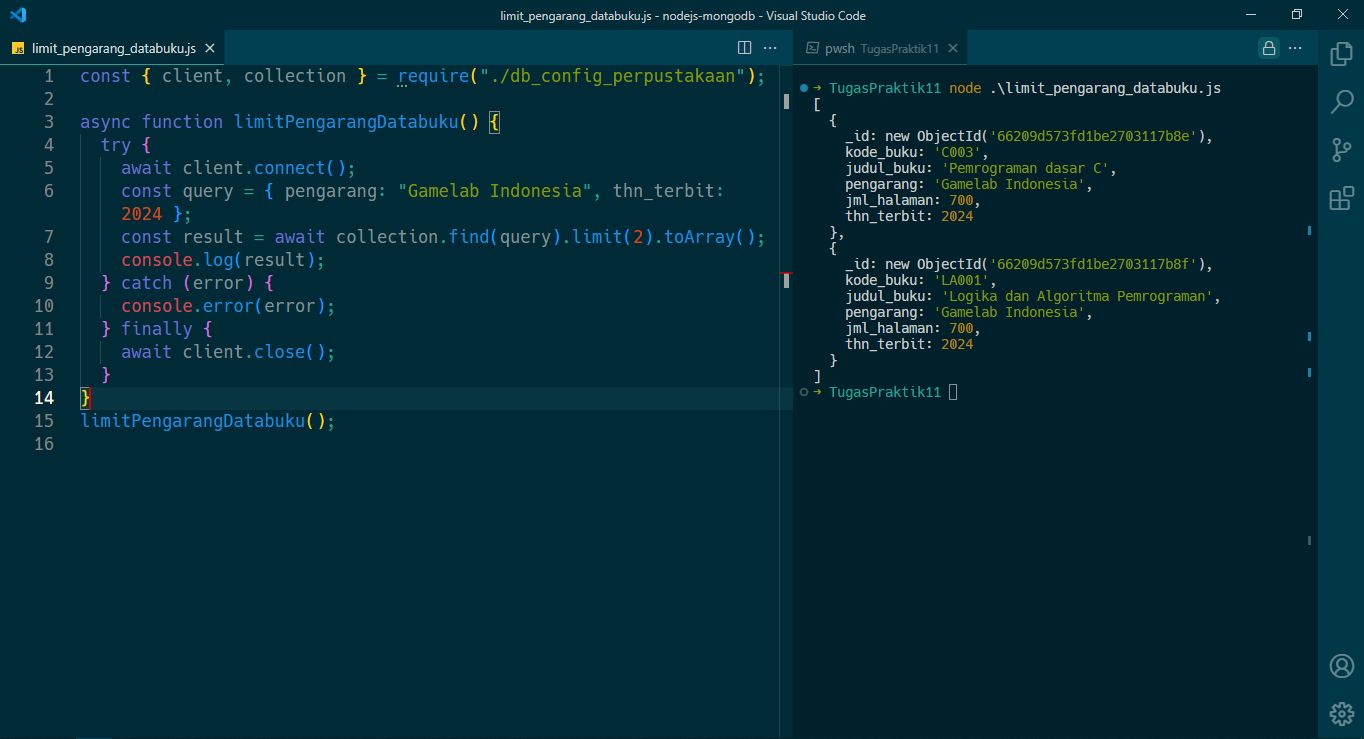 limit_pengarang_databuku.js - nodejs-mongodb - Visual Studio Code
JS limit_pengarang_databuku.js
1 const { client, collection } = require("./db_config_perpustakaan");
2
3 async function limitPengarangDatabuku() {
4 try {
5 await client.connect();
6 const query = { pengarang: "Gamelab Indonesia", thn_terbit:
2024 };
7 const result = await collection.find(query).limit(2).toArray();
8 console.log(result);
9 } catch (error) {
10 console.error(error);
11 } finally {
12 await client.close();
13 }
14 }
15 limitPengarangDatabuku();
16
pwsh TugasPraktik11
➜ TugasPraktik11 node .\limit_pengarang_databuku.js
[
{
_id: new ObjectId('66209d573fd1be2703117b8e'),
kode_buku: 'C003',
judul_buku: 'Pemrograman dasar C',
pengarang: 'Gamelab Indonesia',
jml_halaman: 700,
thn_terbit: 2024
},
{
_id: new ObjectId('66209d573fd1be2703117b8f'),
kode_buku: 'LA001',
judul_buku: 'Logika dan Algoritma Pemrograman',
pengarang: 'Gamelab Indonesia',
jml_halaman: 700,
thn_terbit: 2024
}
]
➜ TugasPraktik11